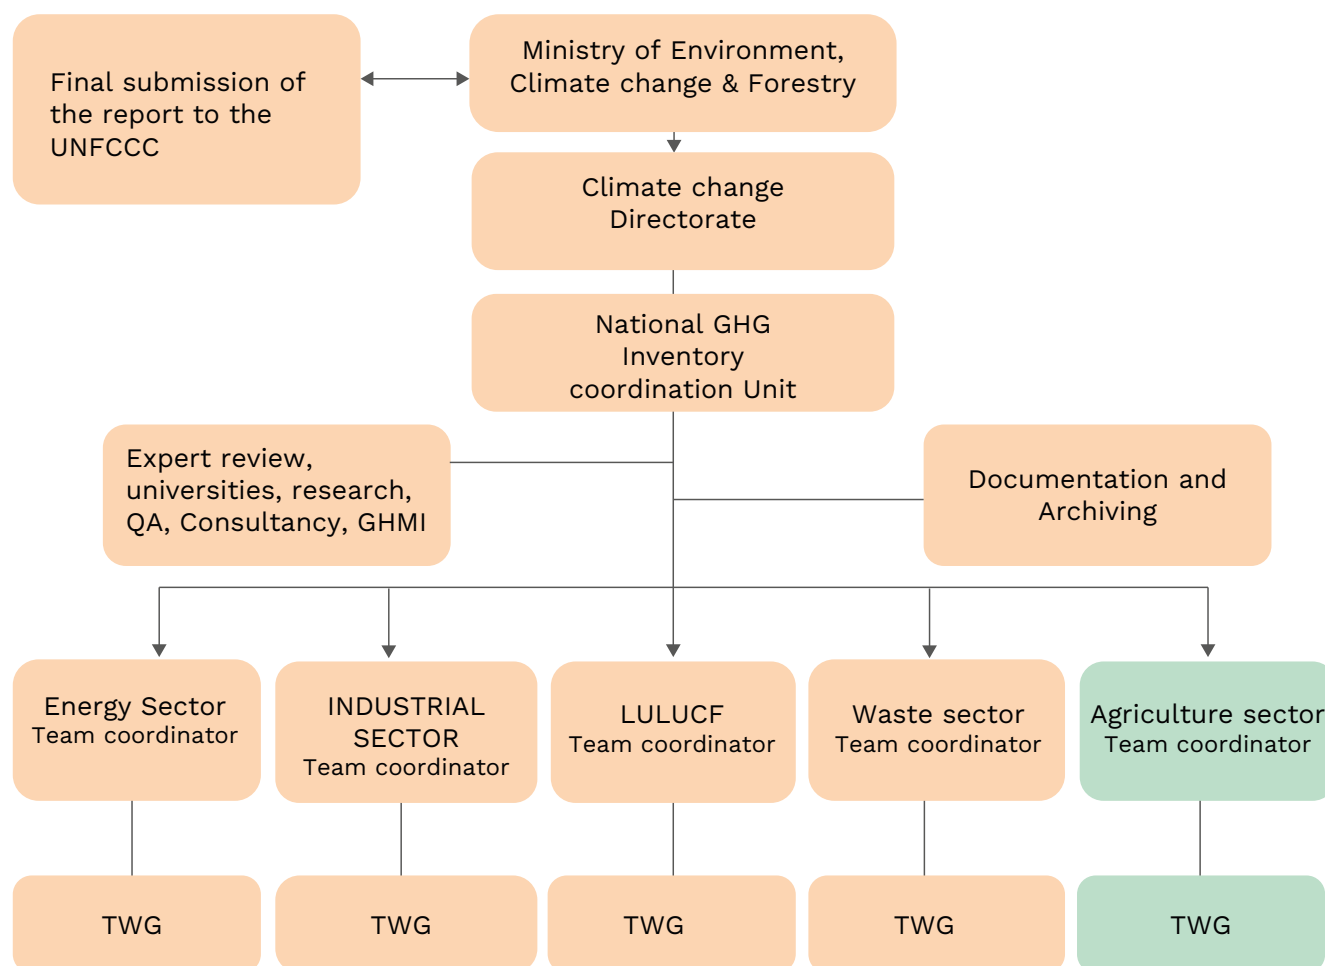 Final submission of
the report to the
UNFCCC
Ministry of Environment,
Climate change & Forestry
Climate change
Directorate
National GHG
Inventory
coordination Unit
Expert review,
universities, research,
QA, Consultancy, GHMI
Documentation and
Archiving
Energy Sector
Team coordinator
INDUSTRIAL
SECTOR
Team coordinator
LULUCF
Team coordinator
Waste sector
Team coordinator
Agriculture sector
Team coordinator
TWG
TWG
TWG
TWG
TWG